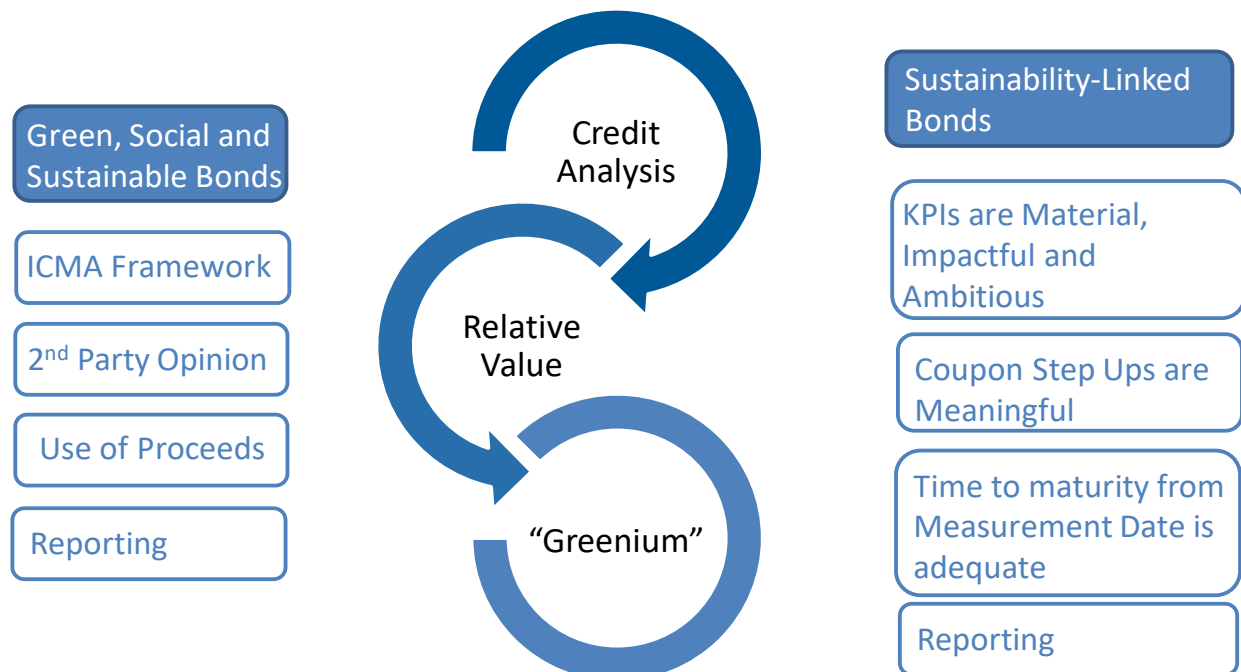 Green, Social and
Sustainable Bonds
ICMA Framework
2nd Party Opinion
Use of Proceeds
Reporting
Credit
Analysis
Relative
Value
“Greenium”
Sustainability-Linked
Bonds
KPIs are Material,
Impactful and
Ambitious
Coupon Step Ups are
Meaningful
Time to maturity from
Measurement Date is
adequate
Reporting